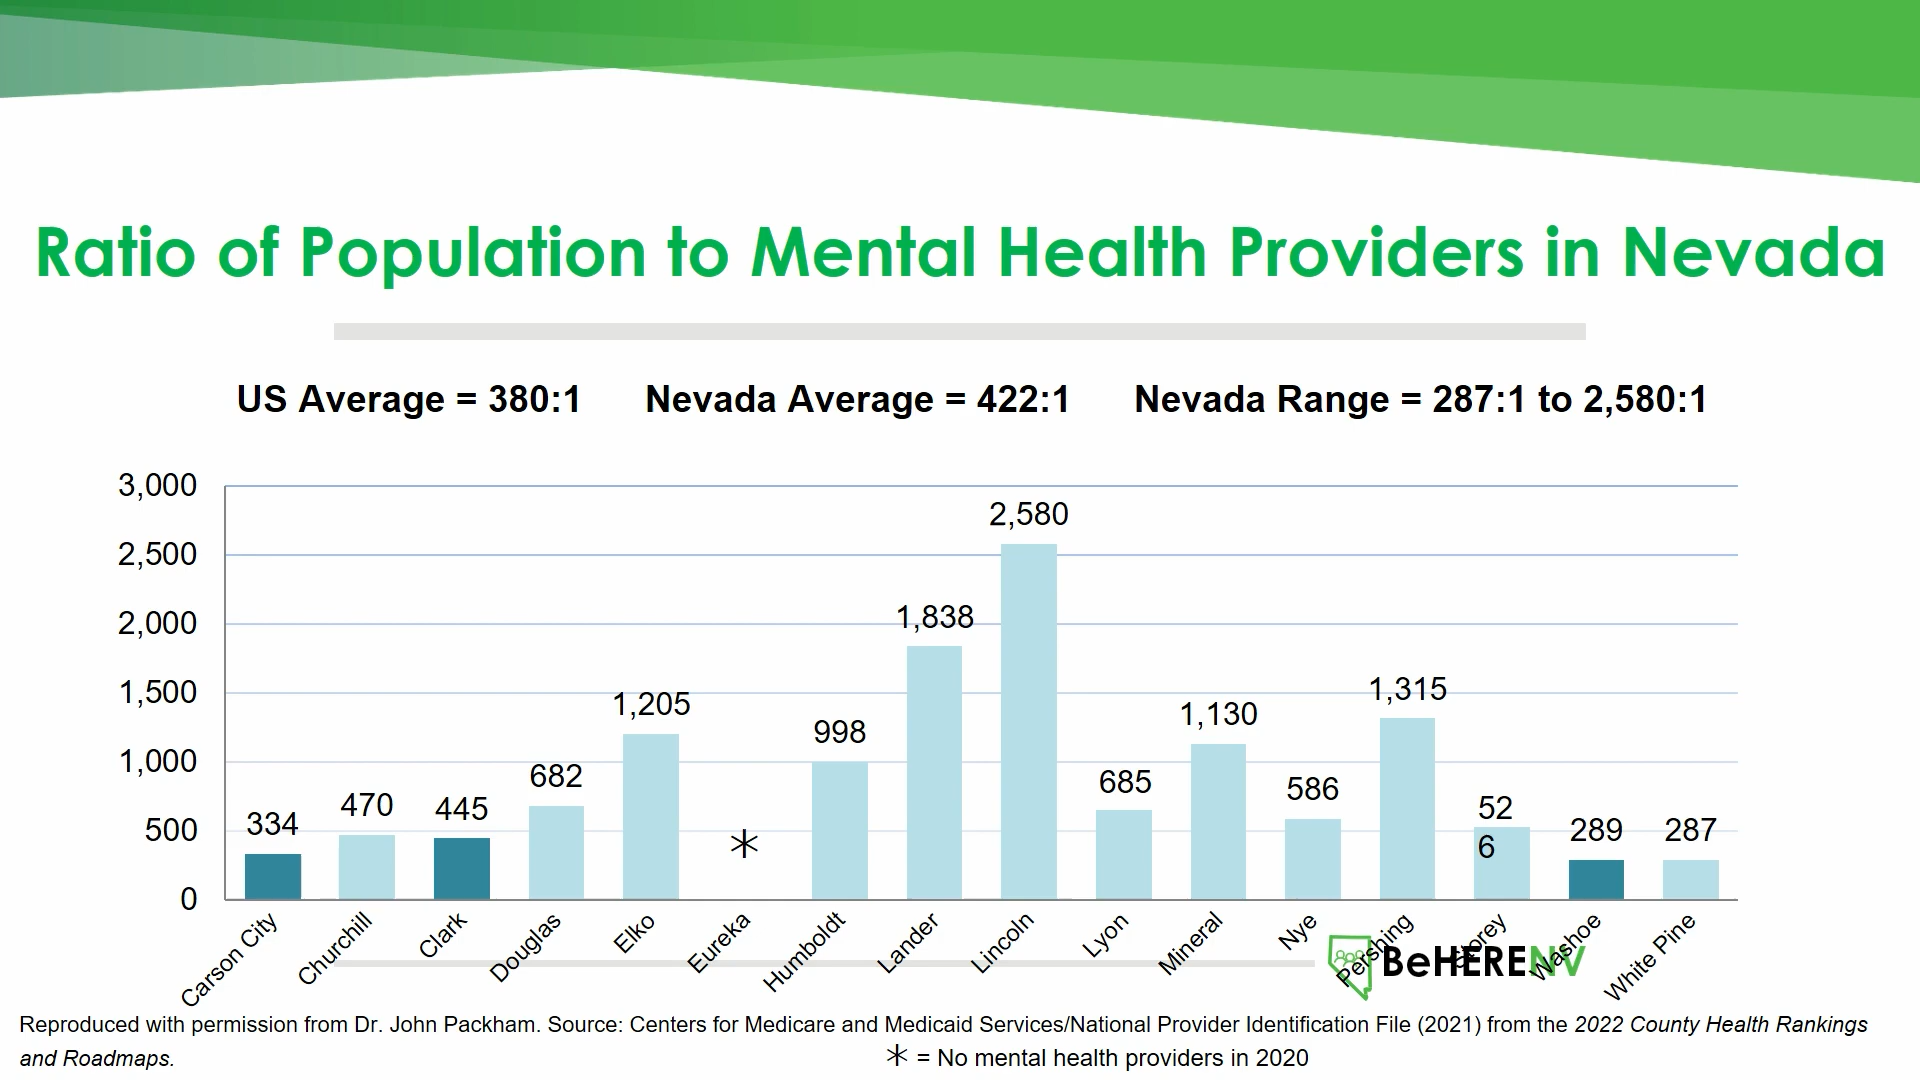 Ratio of Population to Mental Health Providers in Nevada
US Average = 380:1 Nevada Average = 422:1 Nevada Range = 287:1 to 2,580:1
3,000
2,500
2,000
1,500
1,000
500
0
334
470
445
682
1,205
*
998
1,838
2,580
685
1,130
586
1,315
52
6
289
287
Carson City
Churchill
Clark
Douglas
Elko
Eureka
Humboldt
Lander
Lincoln
Lyon
Mineral
Nye
Pershing
Storey
Washoe
White Pine
BeHERENV
Reproduced with permission from Dr. John Packham. Source: Centers for Medicare and Medicaid Services/National Provider Identification File (2021) from the 2022 County Health Rankings
and Roadmaps.
* = No mental health providers in 2020